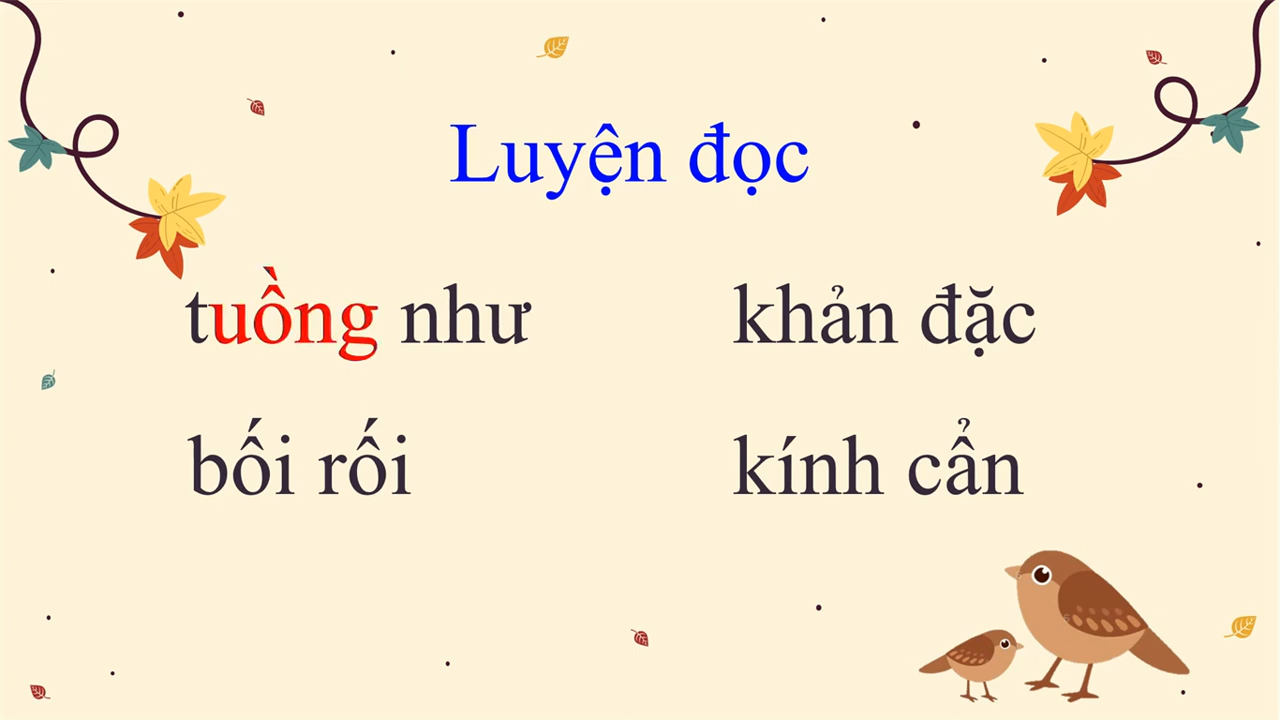 Luyện đọc
tuồng như khản đặc
bối rối kính cẩn